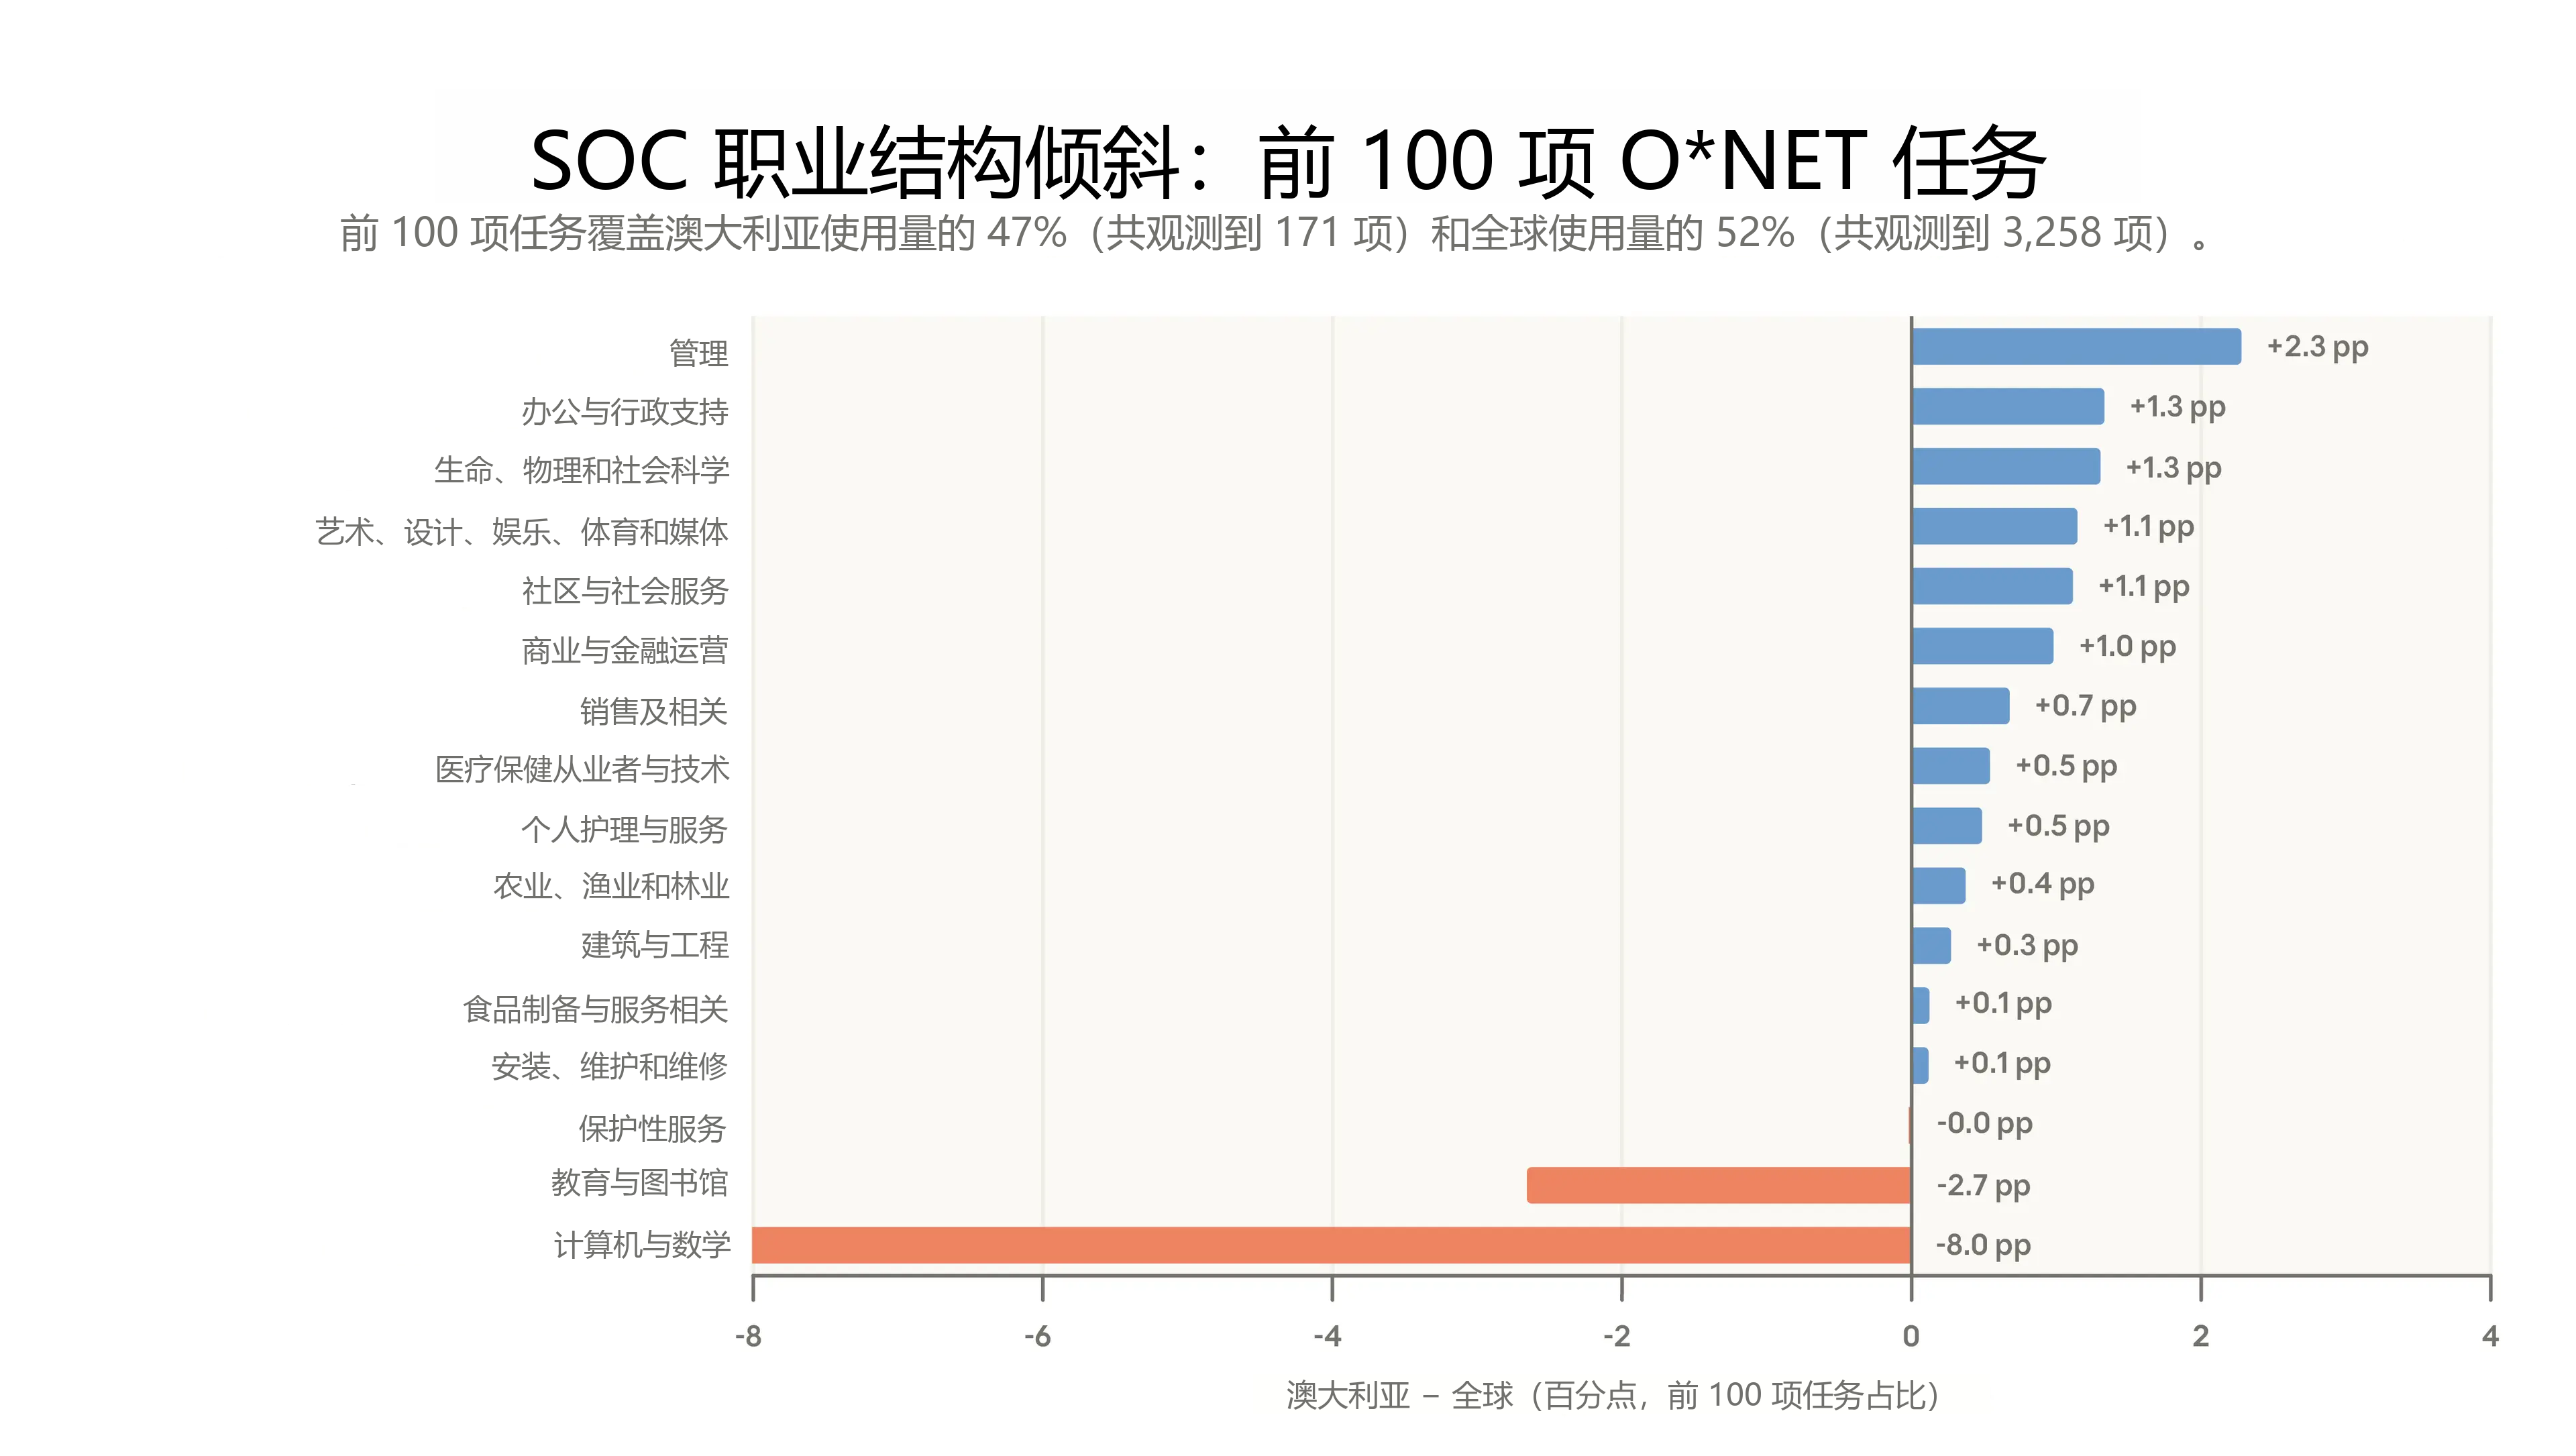 SOC 职业结构倾斜：前 100 项 O*NET 任务
前 100 项任务覆盖澳大利亚使用量的 47%（共观测到 171 项）和全球使用量的 52%（共观测到 3,258 项）。
管理 +2.3 pp
办公与行政支持 +1.3 pp
生命、物理和社会科学 +1.3 pp
艺术、设计、娱乐、体育和媒体 +1.1 pp
社区与社会服务 +1.1 pp
商业与金融运营 +1.0 pp
销售及相关 +0.7 pp
医疗保健从业者与技术 +0.5 pp
个人护理与服务 +0.5 pp
农业、渔业和林业 +0.4 pp
建筑与工程 +0.3 pp
食品制备与服务相关 +0.1 pp
安装、维护和维修 +0.1 pp
保护性服务 -0.0 pp
教育与图书馆 -2.7 pp
计算机与数学 -8.0 pp
-8 -6 -4 -2 0 2 4
澳大利亚 – 全球（百分点，前 100 项任务占比）